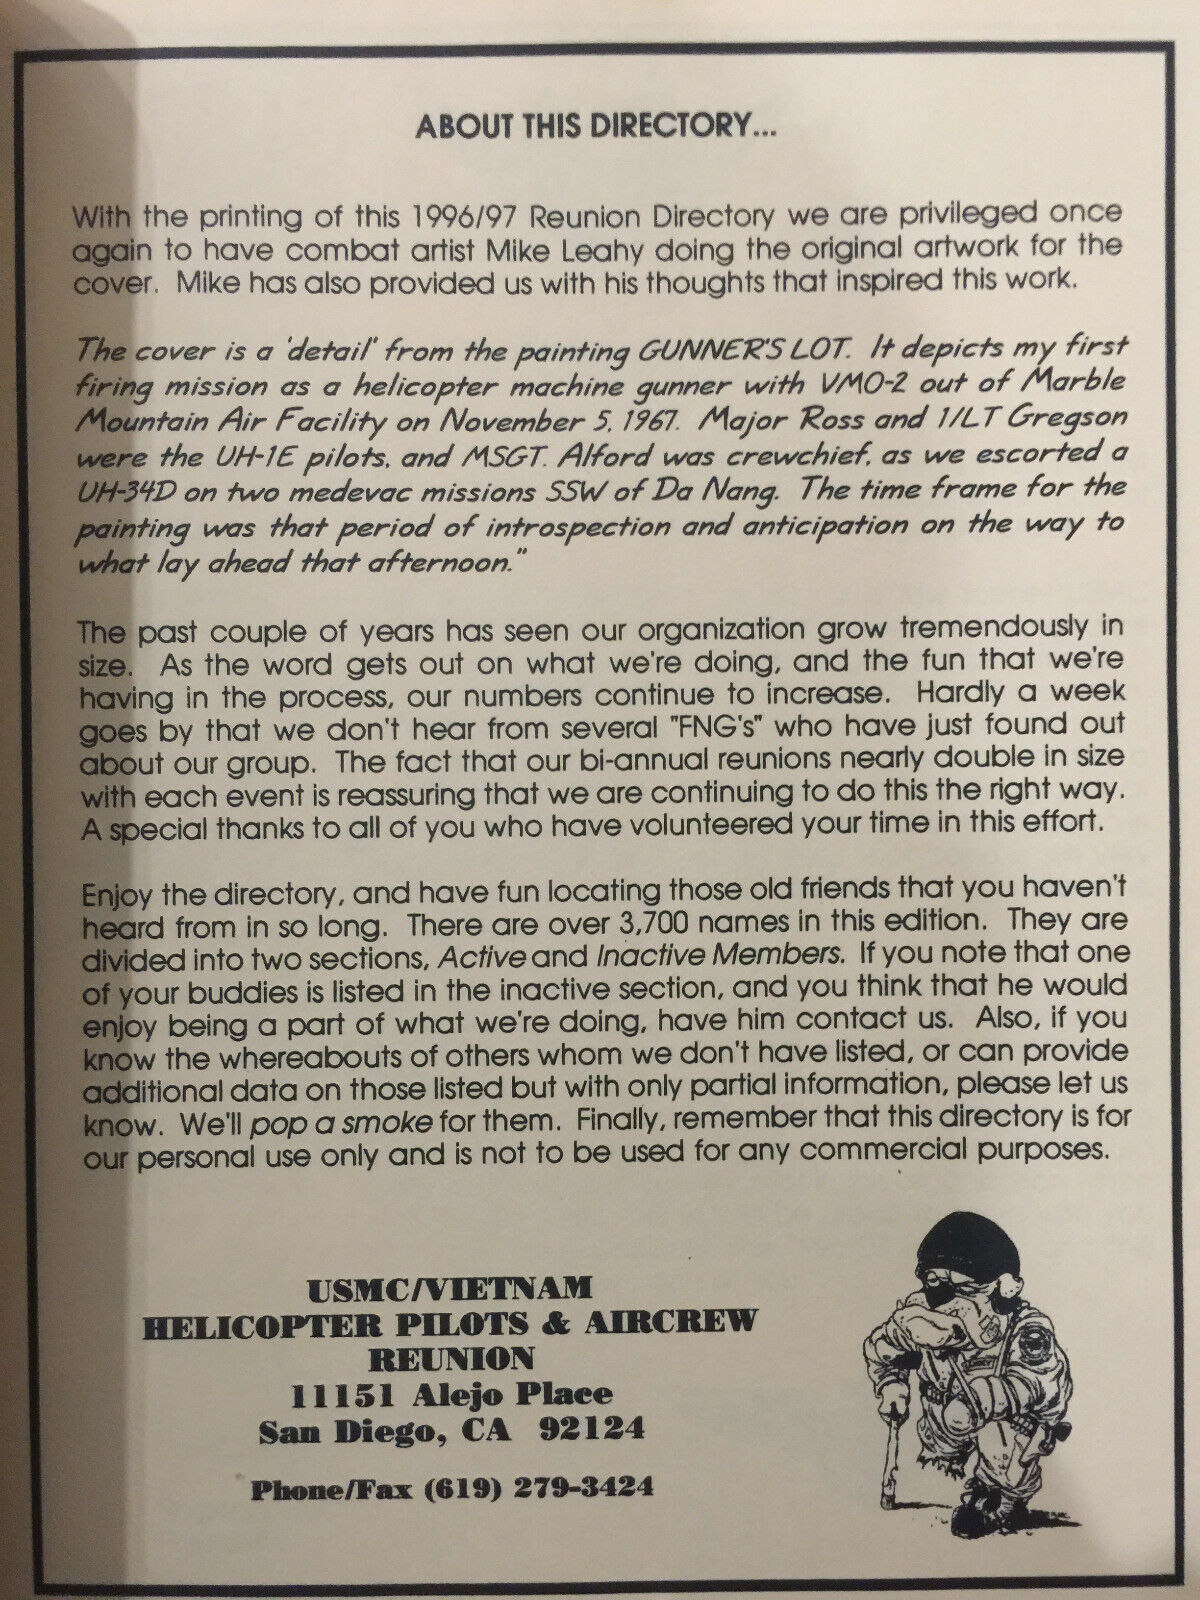 ABOUT THIS DIRECTORY...
With the printing of this 1996/97 Reunion Directory we are privileged once
again to have combat artist Mike Leahy doing the original artwork for the
cover. Mike has also provided us with his thoughts that inspired this work.
The cover is a 'detail' from the painting GUNNER'S LOT. It depicts my first
firing mission as a helicopter machine gunner with VMO-2 out of Marble
Mountain Air Facility on November 5, 1967. Major Ross and 1/LT Gregson
were the UH-1E pilots, and MSGT. Alford was crewchief, as we escorted a
UH-34D on two medevac missions SSW of Da Nang. The time frame for the
painting was that period of introspection and anticipation on the way to
what lay ahead that afternoon."
The past couple of years has seen our organization grow tremendously in
size. As the word gets out on what we're doing, and the fun that we're
having in the process, our numbers continue to increase. Hardly a week
goes by that we don't hear from several "FNG's" who have just found out
about our group. The fact that our bi-annual reunions nearly double in size
with each event is reassuring that we are continuing to do this the right way.
A special thanks to all of you who have volunteered your time in this effort.
Enjoy the directory, and have fun locating those old friends that you haven't
heard from in so long. There are over 3,700 names in this edition. They are
divided into two sections, Active and Inactive Members. If you note that one
of your buddies is listed in the inactive section, and you think that he would
enjoy being a part of what we're doing, have him contact us. Also, if you
know the whereabouts of others whom we don't have listed, or can provide
additional data on those listed but with only partial information, please let us
know. We'll pop a smoke for them. Finally, remember that this directory is for
our personal use only and is not to be used for any commercial purposes.
USMC/VIETNAM
HELICOPTER PILOTS & AIRCREW
REUNION
11151 Alejo Place
San Diego, CA 92124
Phone/Fax (619) 279-3424